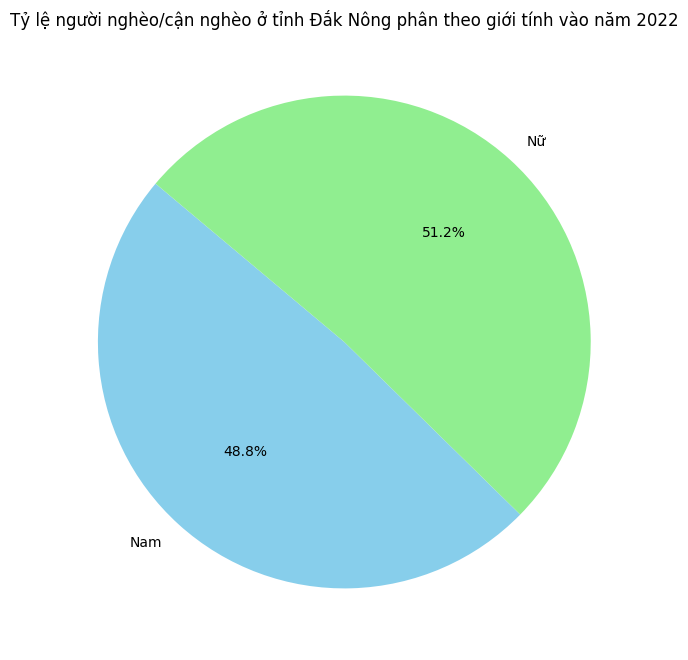 Tỷ lệ người nghèo/cận nghèo ở tỉnh Đắk Nông phân theo giới tính vào năm 2022
Nữ
51.2%
48.8%
Nam